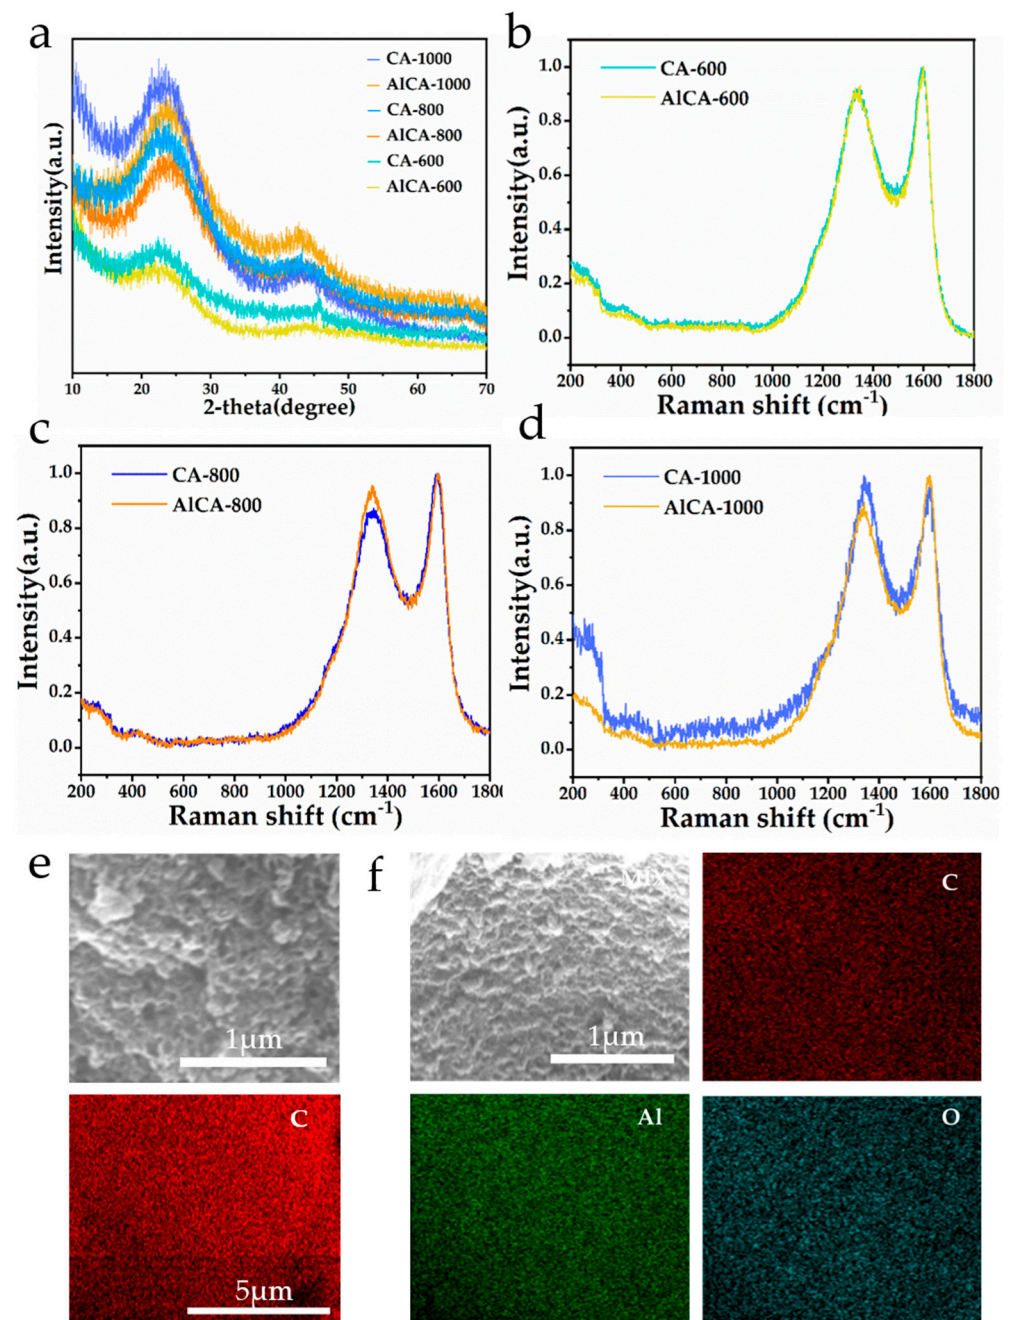 a
Intensity(a.u.)
CA-1000
AlCA-1000
CA-800
AlCA-800
CA-600
AlCA-600
10 20 30 40 50 60 70
2-theta(degree)
b
Intensity(a.u.)
1.0
0.8
0.6
0.4
0.2
0.0
CA-600
AlCA-600
200 400 600 800 1000 1200 1400 1600 1800
Raman shift (cm⁻¹)
c
Intensity(a.u.)
1.0
0.8
0.6
0.4
0.2
0.0
CA-800
AlCA-800
200 400 600 800 1000 1200 1400 1600 1800
Raman shift (cm⁻¹)
d
Intensity(a.u.)
1.0
0.8
0.6
0.4
0.2
0.0
CA-1000
AlCA-1000
200 400 600 800 1000 1200 1400 1600 1800
Raman shift (cm⁻¹)
e
1μm
C
5μm
f
MIX
1μm
C
Al
O